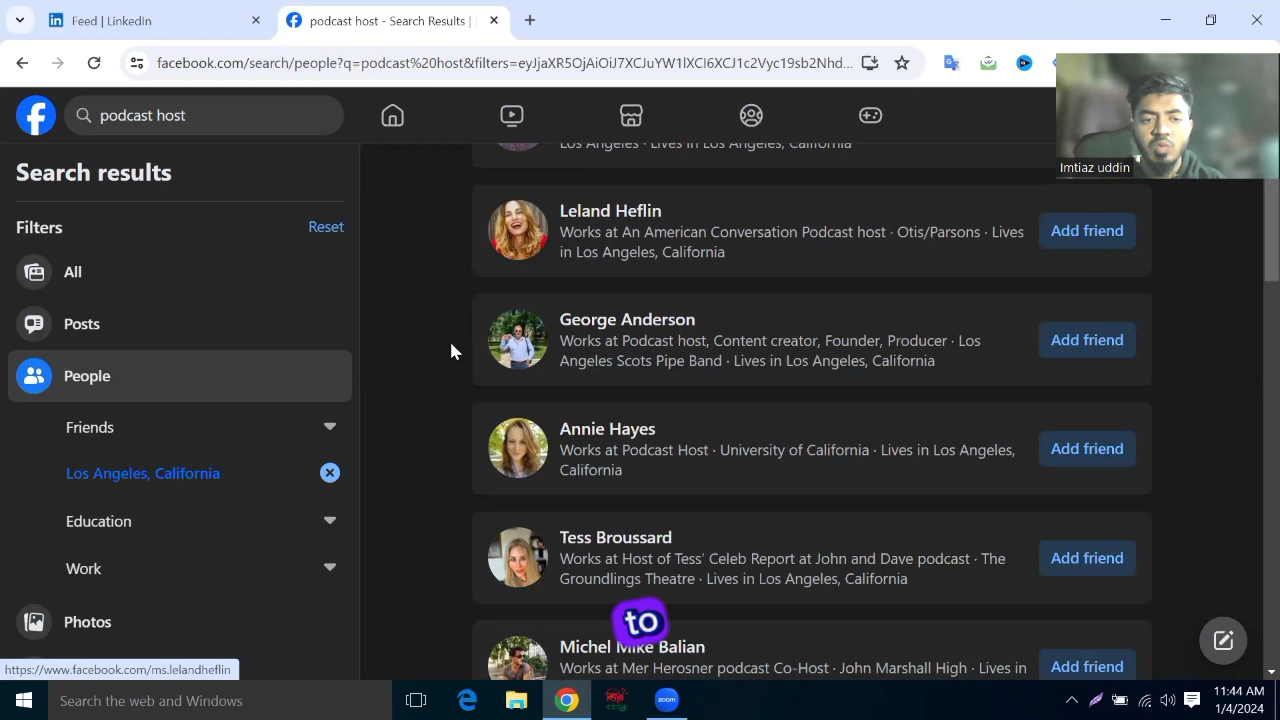 Feed | LinkedIn
podcast host - Search Results |
facebook.com/search/people?q=podcast%20host&filters=eyJjaXR5OjAiOiJ7XCJuYW1lXCI6XCJ1c2Vyc19sb2Nhd...
podcast host
Imtiaz uddin
Search results
Filters
Reset
All
Posts
People
Friends
Los Angeles, California
Education
Work
Photos
Los Angeles · Lives in Los Angeles, California
Leland Heflin
Works at An American Conversation Podcast host · Otis/Parsons · Lives
in Los Angeles, California
Add friend
George Anderson
Works at Podcast host, Content creator, Founder, Producer · Los
Angeles Scots Pipe Band · Lives in Los Angeles, California
Add friend
Annie Hayes
Works at Podcast Host · University of California · Lives in Los Angeles,
California
Add friend
Tess Broussard
Works at Host of Tess’ Celeb Report at John and Dave podcast · The
Groundlings Theatre · Lives in Los Angeles, California
Add friend
to
Michel Mike Balian
Works at Mer Herosner podcast Co-Host · John Marshall High · Lives in
Add friend
https://www.facebook.com/ms.lelandheflin
Search the web and Windows
zoom
11:44 AM
1/4/2024